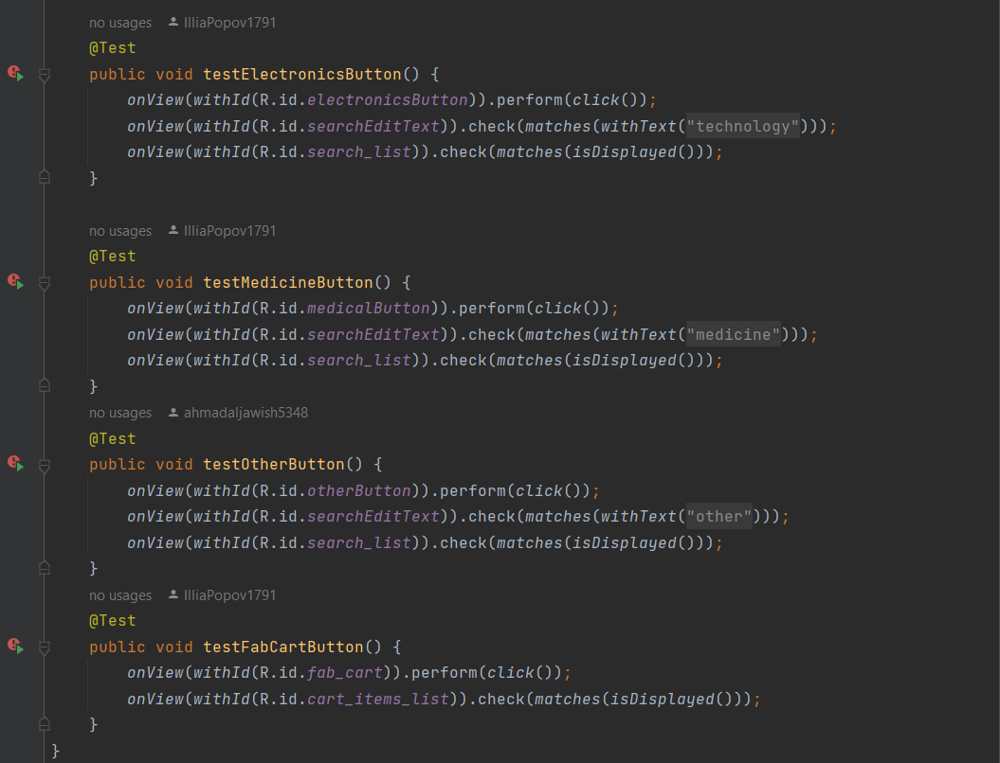 no usages IlliaPopov1791
@Test
public void testElectronicsButton() {
onView(withId(R.id.electronicsButton)).perform(click());
onView(withId(R.id.searchEditText)).check(matches(withText("technology")));
onView(withId(R.id.search_list)).check(matches(isDisplayed()));
}
no usages IlliaPopov1791
@Test
public void testMedicineButton() {
onView(withId(R.id.medicalButton)).perform(click());
onView(withId(R.id.searchEditText)).check(matches(withText("medicine")));
onView(withId(R.id.search_list)).check(matches(isDisplayed()));
}
no usages ahmadaljawish5348
@Test
public void testOtherButton() {
onView(withId(R.id.otherButton)).perform(click());
onView(withId(R.id.searchEditText)).check(matches(withText("other")));
onView(withId(R.id.search_list)).check(matches(isDisplayed()));
}
no usages IlliaPopov1791
@Test
public void testFabCartButton() {
onView(withId(R.id.fab_cart)).perform(click());
onView(withId(R.id.cart_items_list)).check(matches(isDisplayed()));
}
}